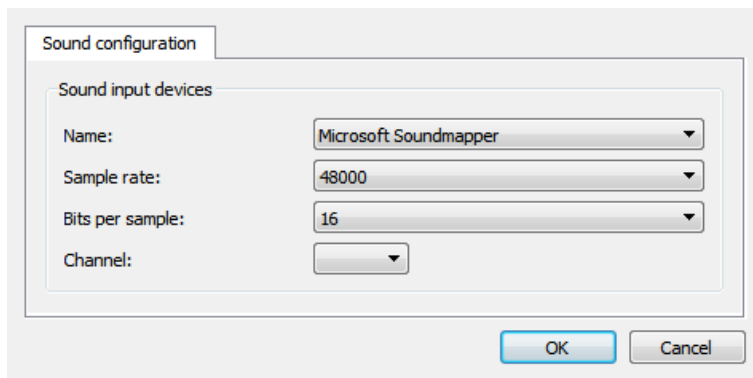 Sound configuration
Sound input devices
Name: Microsoft Soundmapper
Sample rate: 48000
Bits per sample: 16
Channel:
OK Cancel